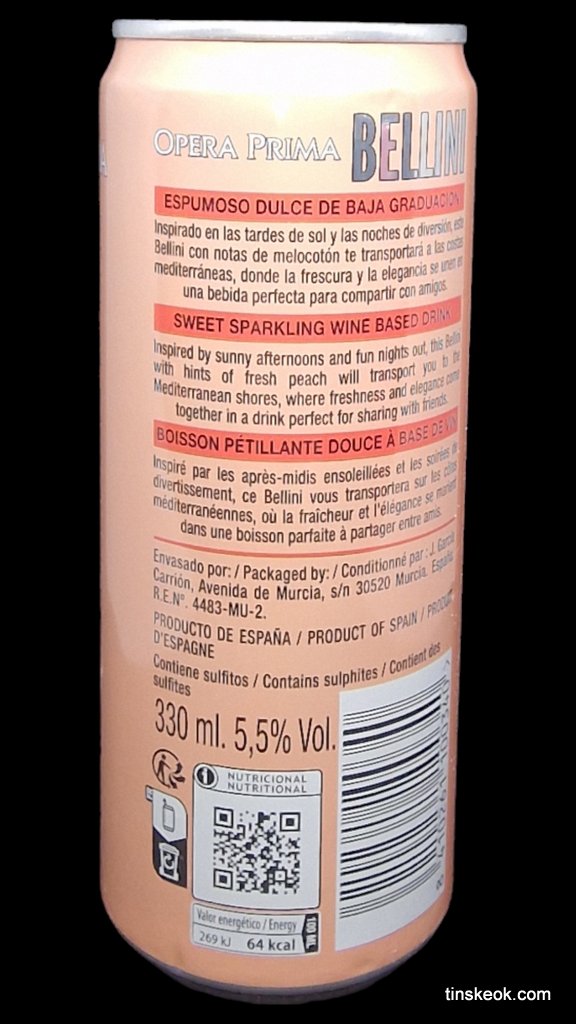 OPERA PRIMA BELLINI
ESPUMOSO DULCE DE BAJA GRADUACIÓN
Inspirado en las tardes de sol y las noches de diversión, este
Bellini con notas de melocotón te transportará a las costas
mediterráneas, donde la frescura y la elegancia se unen en
una bebida perfecta para compartir con amigos.
SWEET SPARKLING WINE BASED DRINK
Inspired by sunny afternoons and fun nights out, this Bellini
with hints of fresh peach will transport you to the
Mediterranean shores, where freshness and elegance come
together in a drink perfect for sharing with friends.
BOISSON PÉTILLANTE DOUCE À BASE DE VIN
Inspiré par les après-midis ensoleillées et les soirées de
divertissement, ce Bellini vous transportera sur les côtes
méditerranéennes, où la fraîcheur et l'élégance se marient
dans une boisson parfaite à partager entre amis.
Envasado por: / Packaged by: / Conditionné par : J. García
Carrión, Avenida de Murcia, s/n 30520 Murcia. España.
R.E.Nº. 4483-MU-2.
PRODUCTO DE ESPAÑA / PRODUCT OF SPAIN / PRODUIT
D'ESPAGNE
Contiene sulfitos / Contains sulphites / Contient des
sulfites
330 ml. 5,5% Vol.
NUTRICIONAL
NUTRITIONAL
Valor energético / Energy
269 kJ 64 kcal
100 ML
tinskeok.com